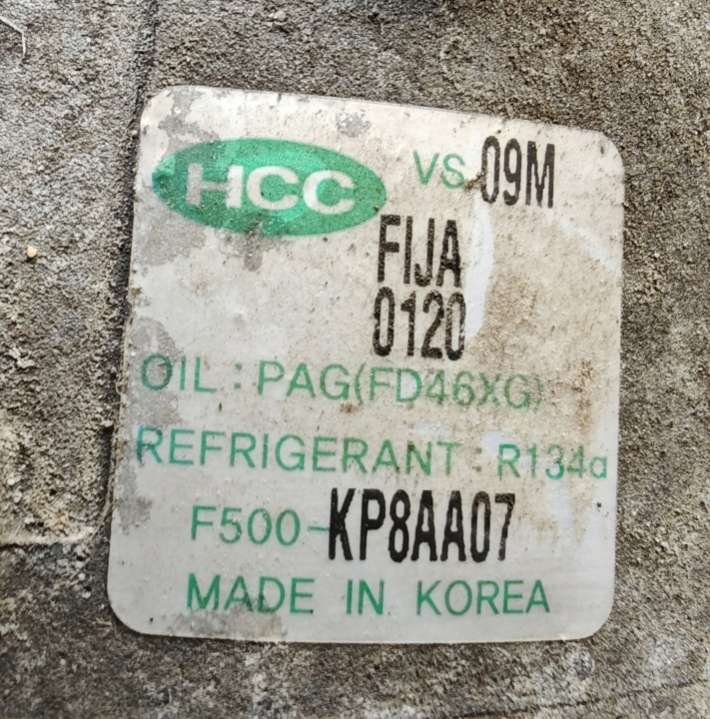 HCC VS-09M
FIJA
0120
OIL : PAG(FD46XG)
REFRIGERANT : R134a
F500-KP8AA07
MADE IN KOREA